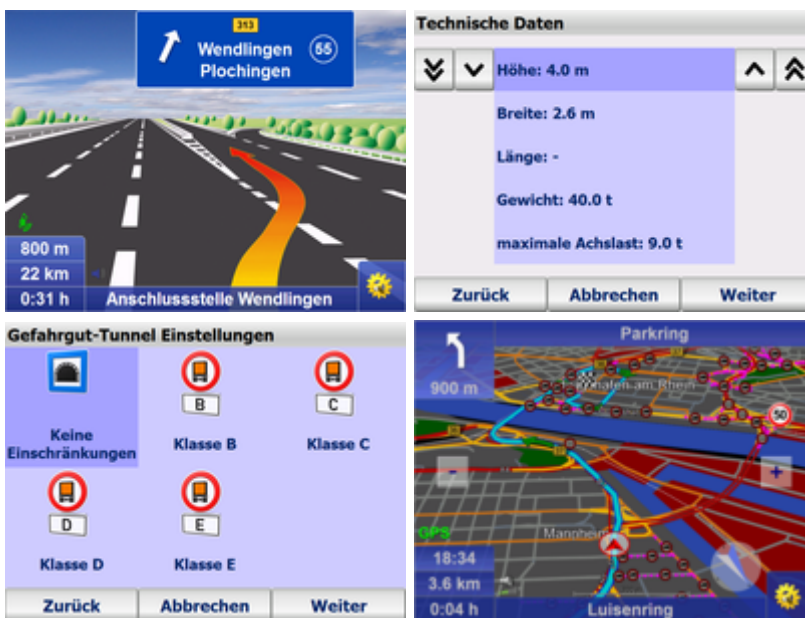 313
Wendlingen 55
Plochingen
800 m
22 km
0:31 h
Anschlussstelle Wendlingen
Technische Daten
Höhe: 4.0 m
Breite: 2.6 m
Länge: -
Gewicht: 40.0 t
maximale Achslast: 9.0 t
Zurück Abbrechen Weiter
Gefahrgut-Tunnel Einstellungen
Keine
Einschränkungen
B
Klasse B
C
Klasse C
D
Klasse D
E
Klasse E
Zurück Abbrechen Weiter
Parkring
900 m
am Rhein
50
-
+
GPS
Mannheim
18:34
3.6 km
0:04 h
Luisenring